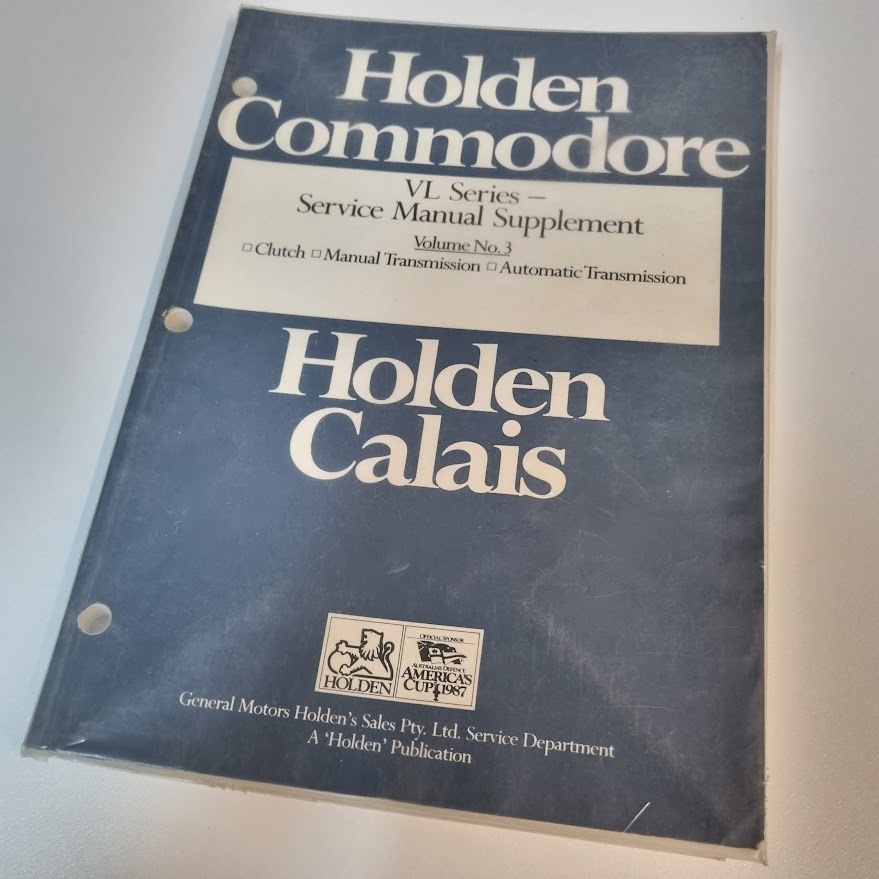 Holden
Commodore
VL Series –
Service Manual Supplement
Volume No. 3
□ Clutch □ Manual Transmission □ Automatic Transmission
Holden
Calais
HOLDEN
OFFICIAL SPONSOR
AUSTRALIA'S DEFENCE
AMERICA'S
CUP 1987
General Motors Holden's Sales Pty. Ltd. Service Department
A 'Holden' Publication